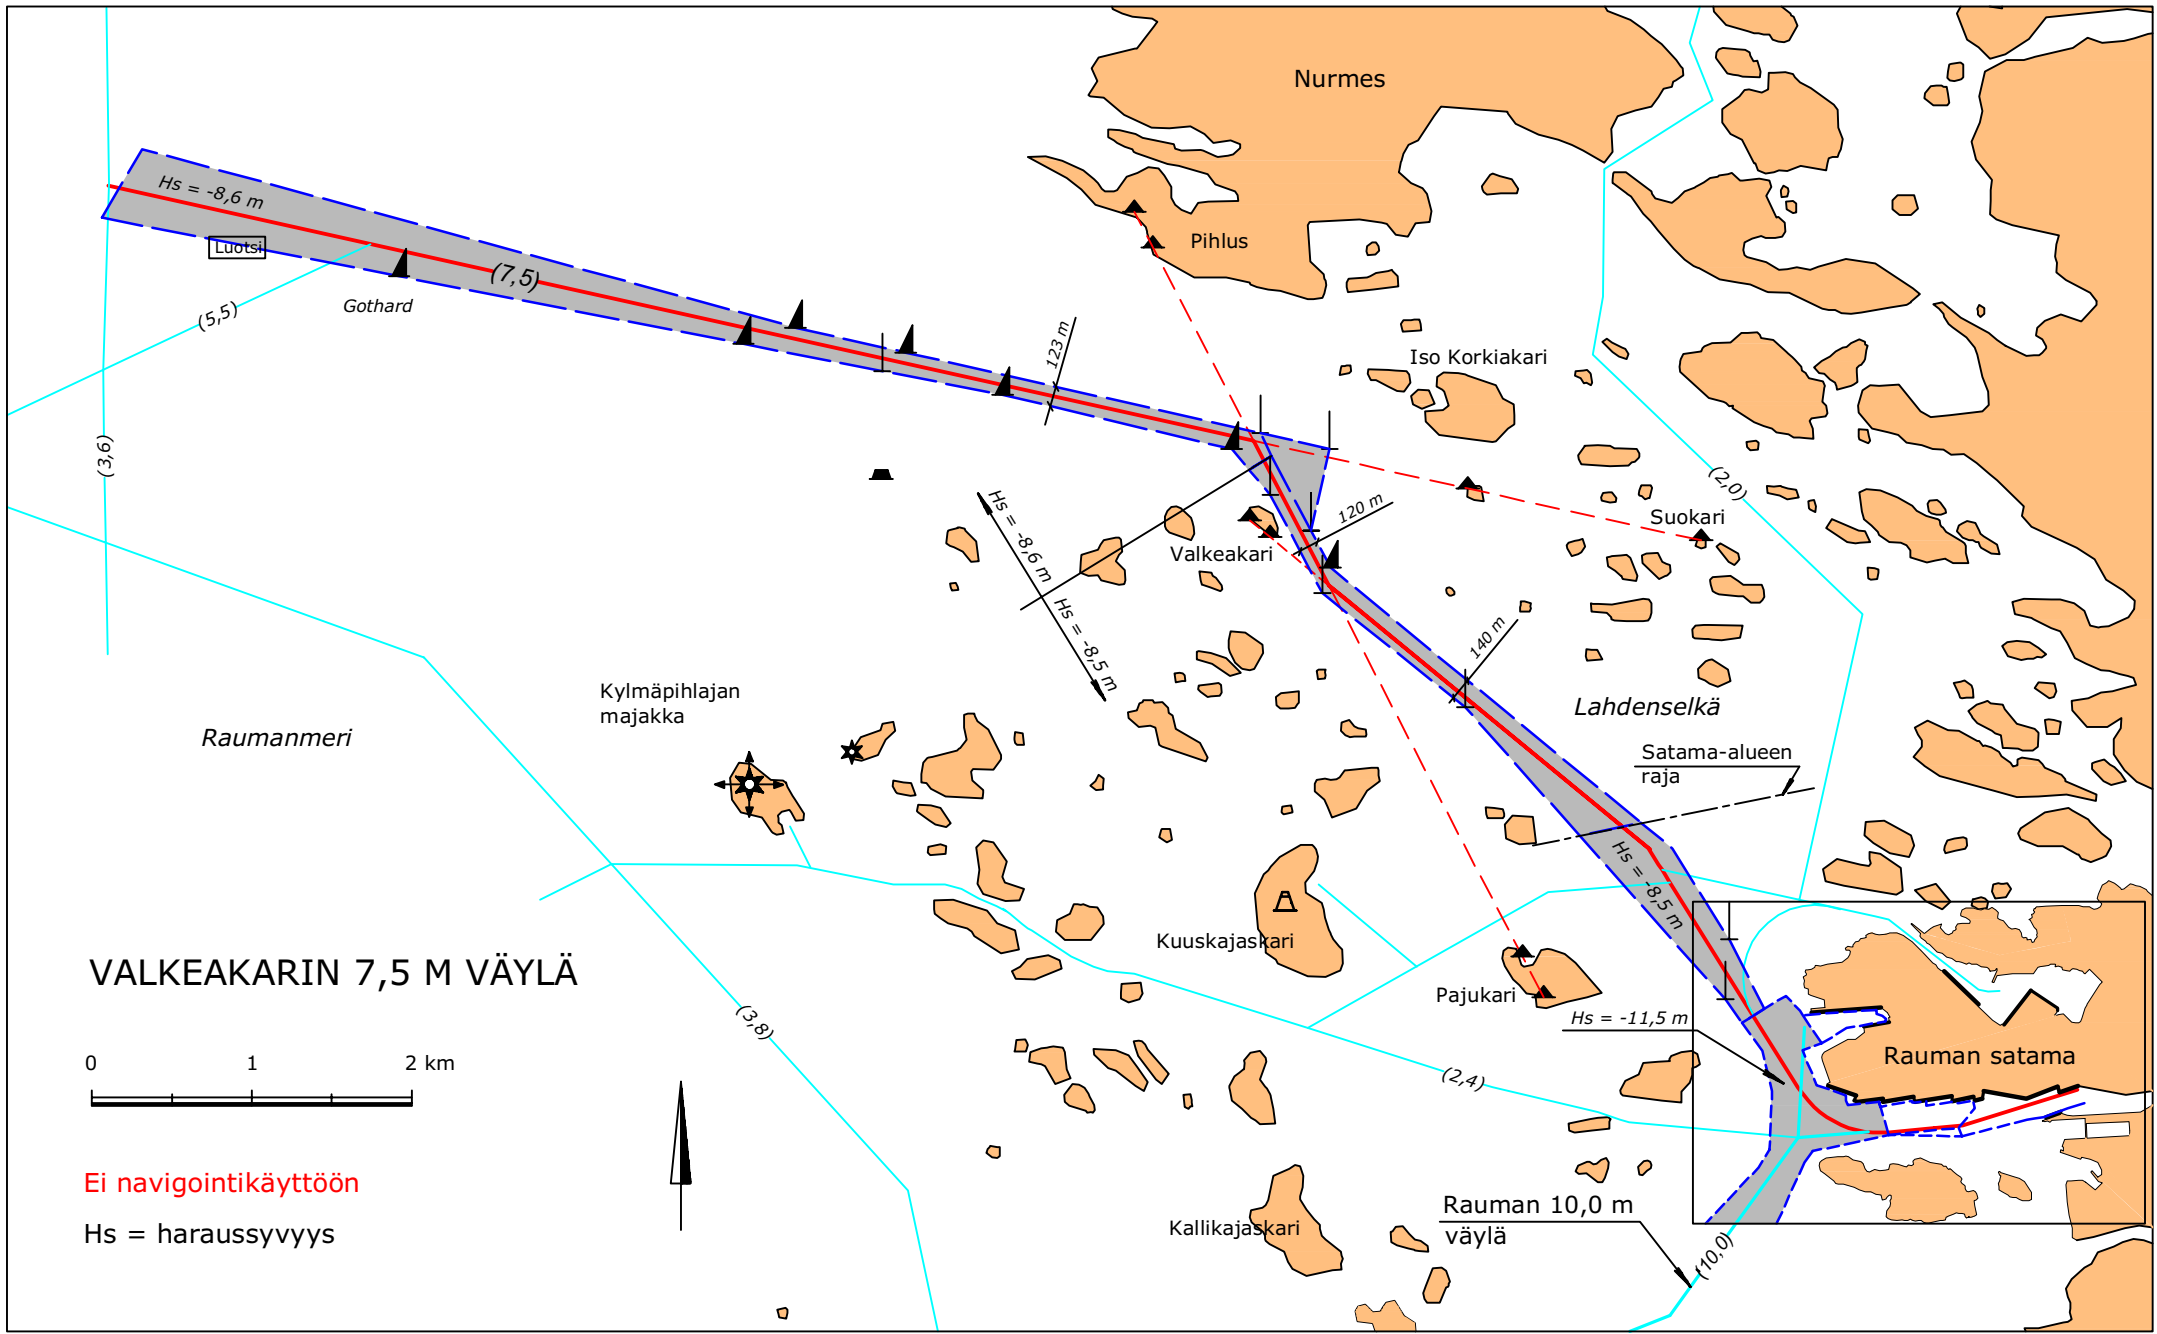 Nurmes
Hs = -8,6 m
Luotsi
Pihlus
(7,5)
Gothard
(5,5)
123 m
Iso Korkiakari
(3,6)
(2,0)
Hs = -8,6 m
120 m
Suokari
Valkeakari
Hs = -8,5 m
140 m
Kylmäpihlajan
majakka
Lahdenselkä
Raumanmeri
Satama-alueen
raja
Hs = -8,5 m
Kuuskajaskari
VALKEAKARIN 7,5 M VÄYLÄ
Pajukari
Hs = -11,5 m
(3,8)
Rauman satama
0 1 2 km
(2,4)
Ei navigointikäyttöön
Rauman 10,0 m
väylä
Kallikajaskari
Hs = haraussyvyys
(10,0)